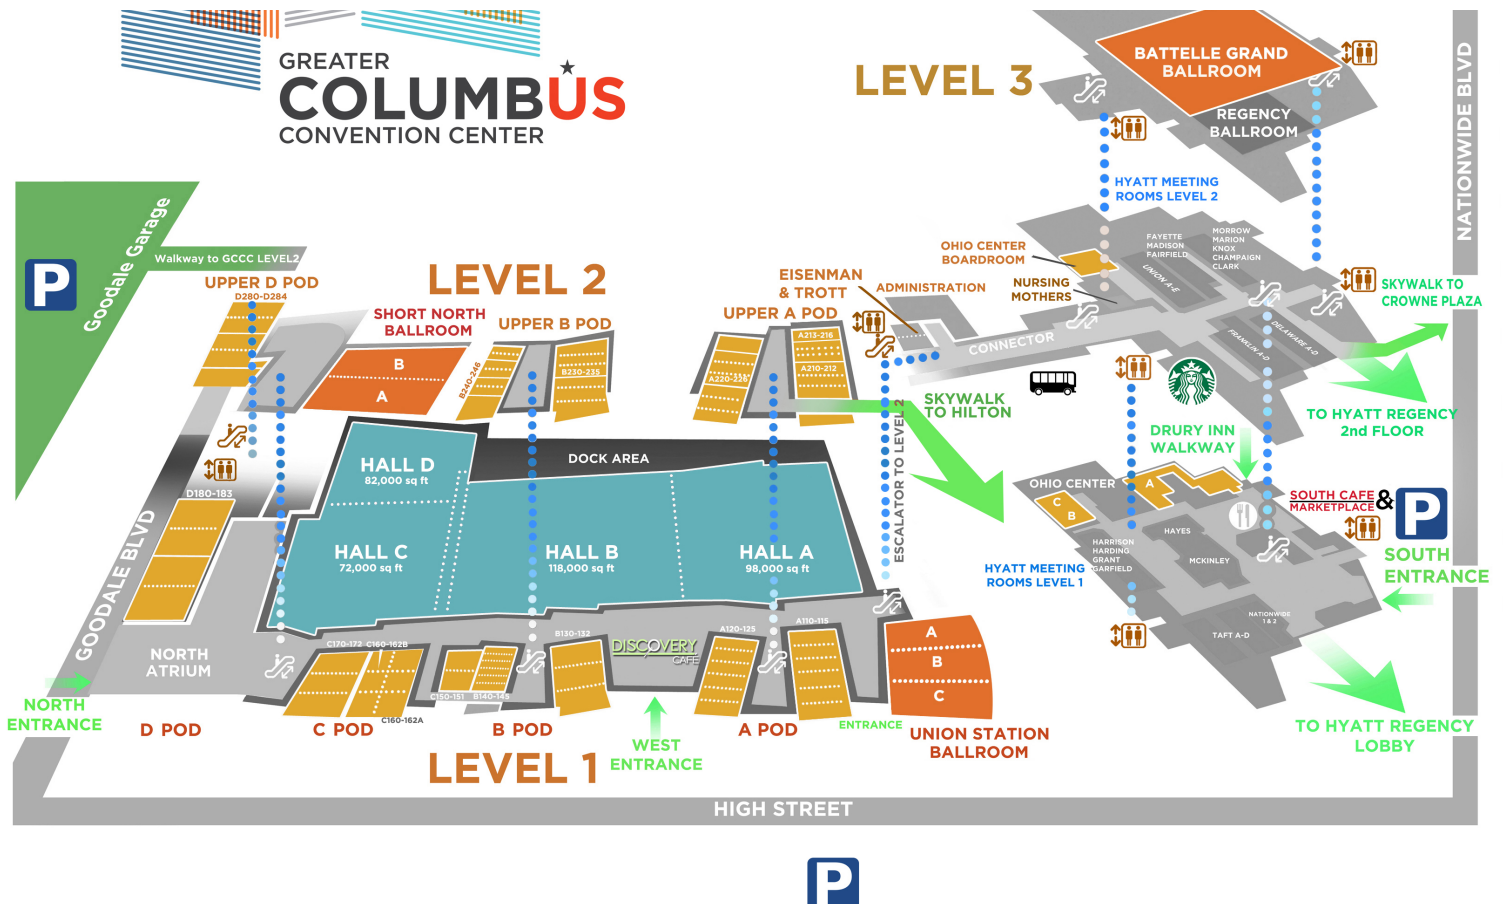 GREATER
COLUMBUS
CONVENTION CENTER
LEVEL 3
BATTELLE GRAND
BALLROOM
REGENCY
BALLROOM
NATIONWIDE BLVD
HYATT MEETING
ROOMS LEVEL 2
P
Goodale Garage
Walkway to GCCC LEVEL2
UPPER D POD
D280-D284
LEVEL 2
SHORT NORTH
BALLROOM
B
A
UPPER B POD
B240-246
B230-235
EISENMAN
& TROTT
UPPER A POD
A213-216
A210-212
A220-226
ADMINISTRATION
OHIO CENTER
BOARDROOM
NURSING
MOTHERS
CONNECTOR
FAYETTE
MADISON
FAIRFIELD
MORROW
MARION
KNOX
CHAMPAIGN
CLARK
UNION A-E
FRANKLIN A-D
DELAWARE A-D
SKYWALK TO
CROWNE PLAZA
TO HYATT REGENCY
2nd FLOOR
SKYWALK
TO HILTON
DRURY INN
WALKWAY
ESCALATOR TO LEVEL 2
DOCK AREA
HALL D
82,000 sq ft
HALL C
72,000 sq ft
HALL B
118,000 sq ft
HALL A
98,000 sq ft
D180-183
GOODALE BLVD
NORTH
ATRIUM
NORTH
ENTRANCE
D POD
C170-172
C160-162B
C160-162A
C POD
C150-151
B140-145
B POD
B130-132
DISCOVERY
CAFE
WEST
ENTRANCE
A120-125
A110-115
A POD
ENTRANCE
A
B
C
UNION STATION
BALLROOM
LEVEL 1
OHIO CENTER
C
B
A
HAYES
MCKINLEY
HARRISON
HARDING
GRANT
GARFIELD
HYATT MEETING
ROOMS LEVEL 1
NATIONWIDE
1 & 2
TAFT A-D
SOUTH CAFE
MARKETPLACE
&
P
SOUTH
ENTRANCE
TO HYATT REGENCY
LOBBY
HIGH STREET
P